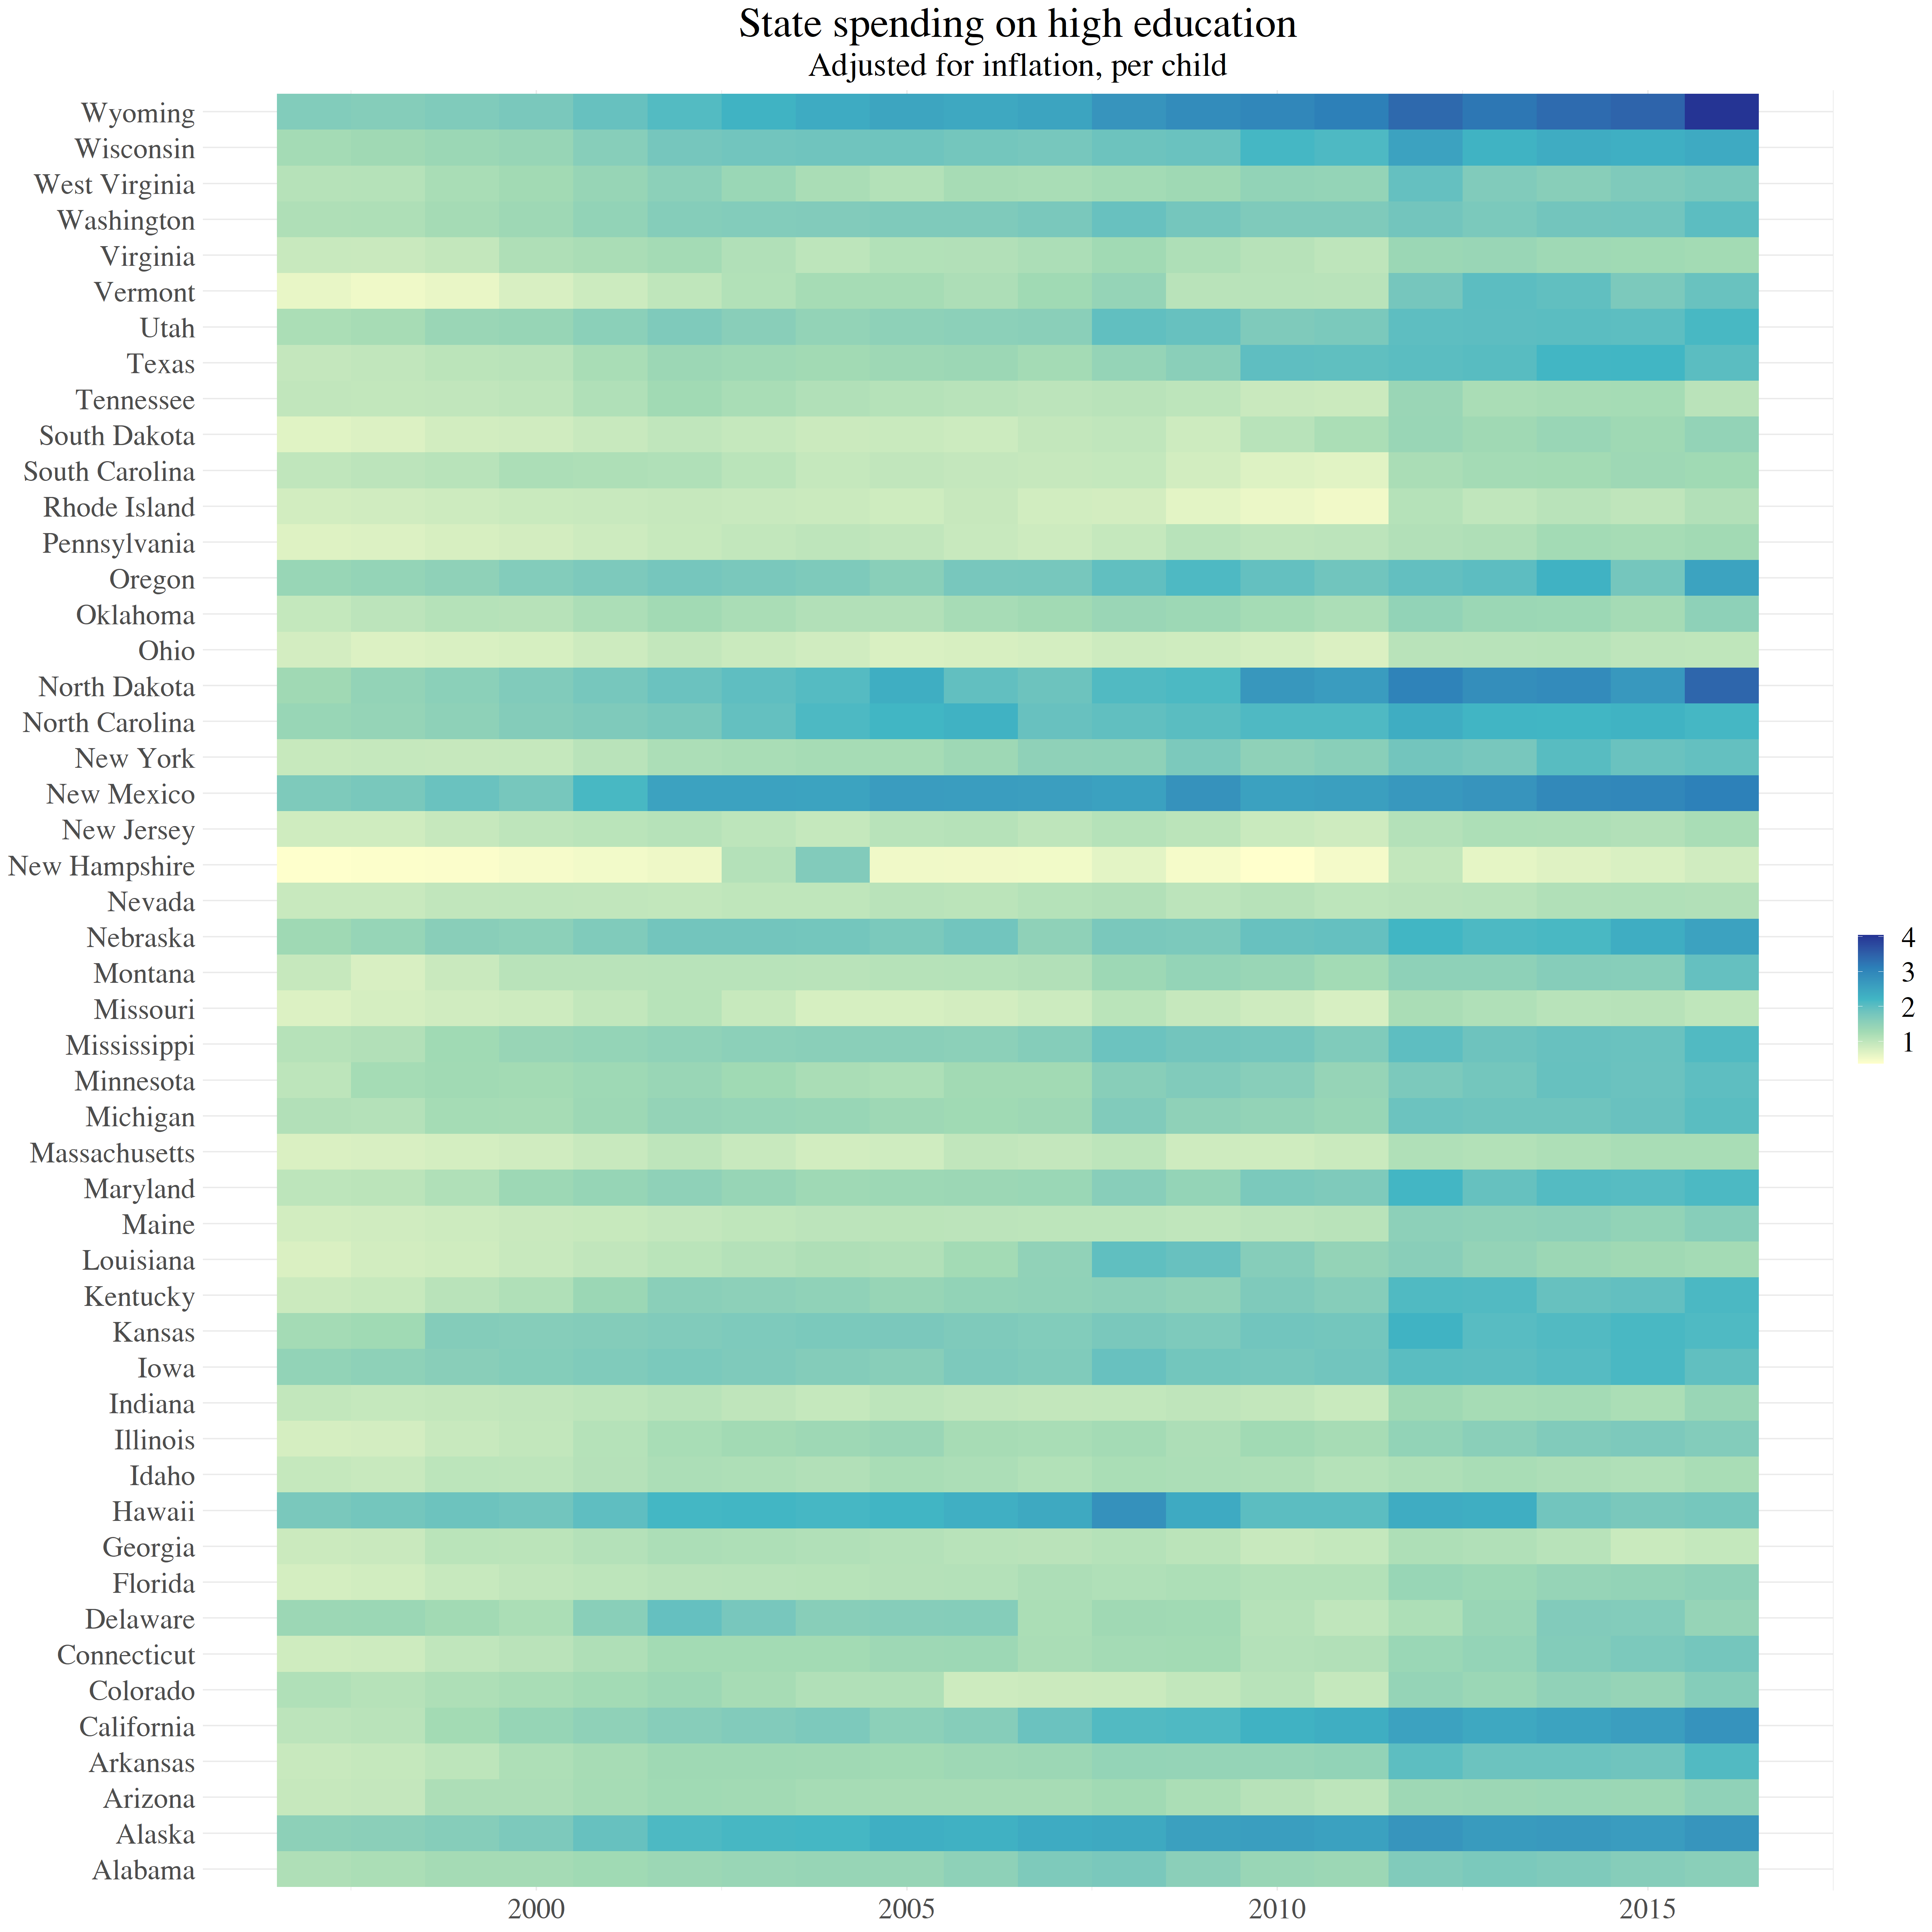 State spending on high education
Adjusted for inflation, per child
Wyoming
Wisconsin
West Virginia
Washington
Virginia
Vermont
Utah
Texas
Tennessee
South Dakota
South Carolina
Rhode Island
Pennsylvania
Oregon
Oklahoma
Ohio
North Dakota
North Carolina
New York
New Mexico
New Jersey
New Hampshire
Nevada
Nebraska
Montana
Missouri
Mississippi
Minnesota
Michigan
Massachusetts
Maryland
Maine
Louisiana
Kentucky
Kansas
Iowa
Indiana
Illinois
Idaho
Hawaii
Georgia
Florida
Delaware
Connecticut
Colorado
California
Arkansas
Arizona
Alaska
Alabama
2000 2005 2010 2015
4
3
2
1